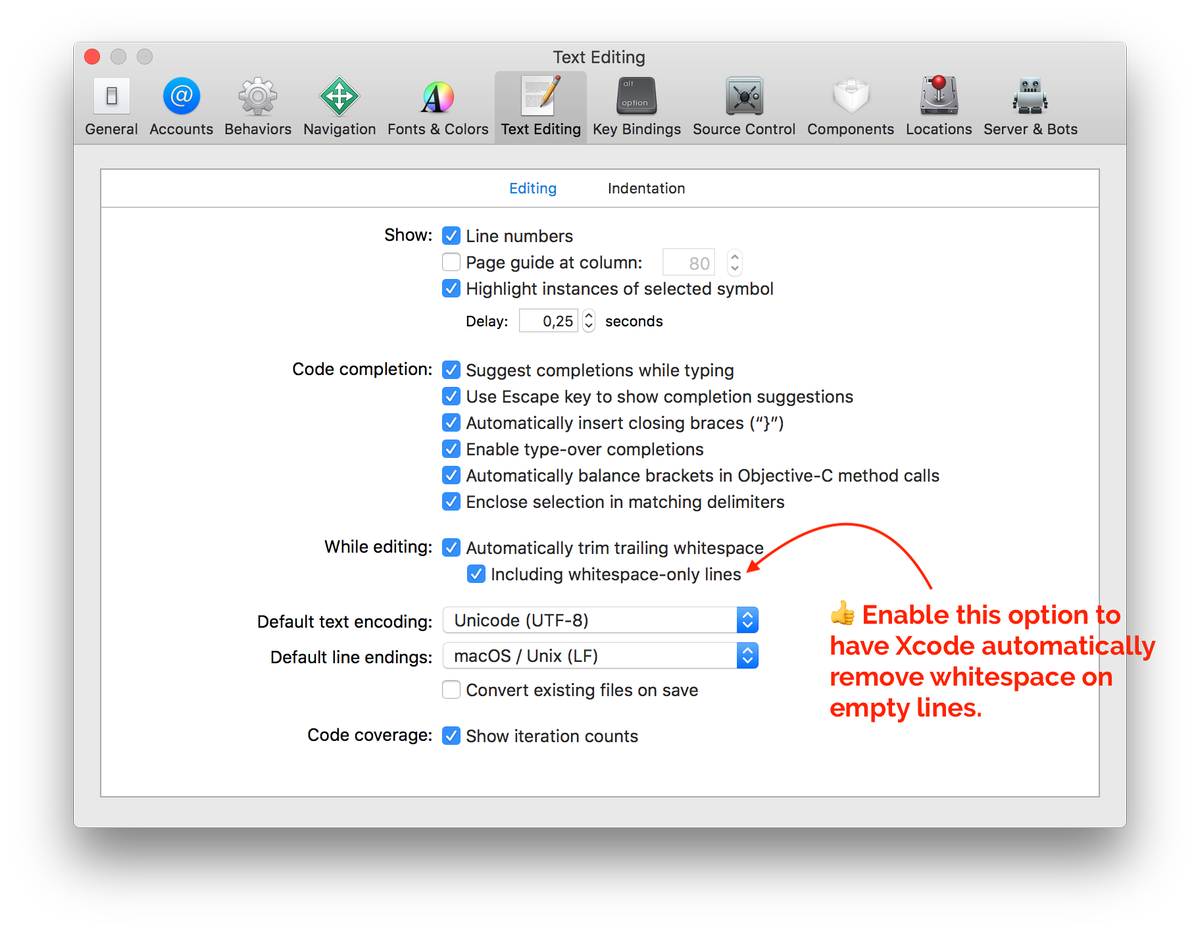 Text Editing
General Accounts Behaviors Navigation Fonts & Colors Text Editing Key Bindings Source Control Components Locations Server & Bots
alt
option
Editing Indentation
Show: Line numbers
Page guide at column: 80
Highlight instances of selected symbol
Delay: 0,25 seconds
Code completion: Suggest completions while typing
Use Escape key to show completion suggestions
Automatically insert closing braces (“}”)
Enable type-over completions
Automatically balance brackets in Objective-C method calls
Enclose selection in matching delimiters
While editing: Automatically trim trailing whitespace
Including whitespace-only lines
👍 Enable this option to
have Xcode automatically
remove whitespace on
empty lines.
Default text encoding: Unicode (UTF-8)
Default line endings: macOS / Unix (LF)
Convert existing files on save
Code coverage: Show iteration counts